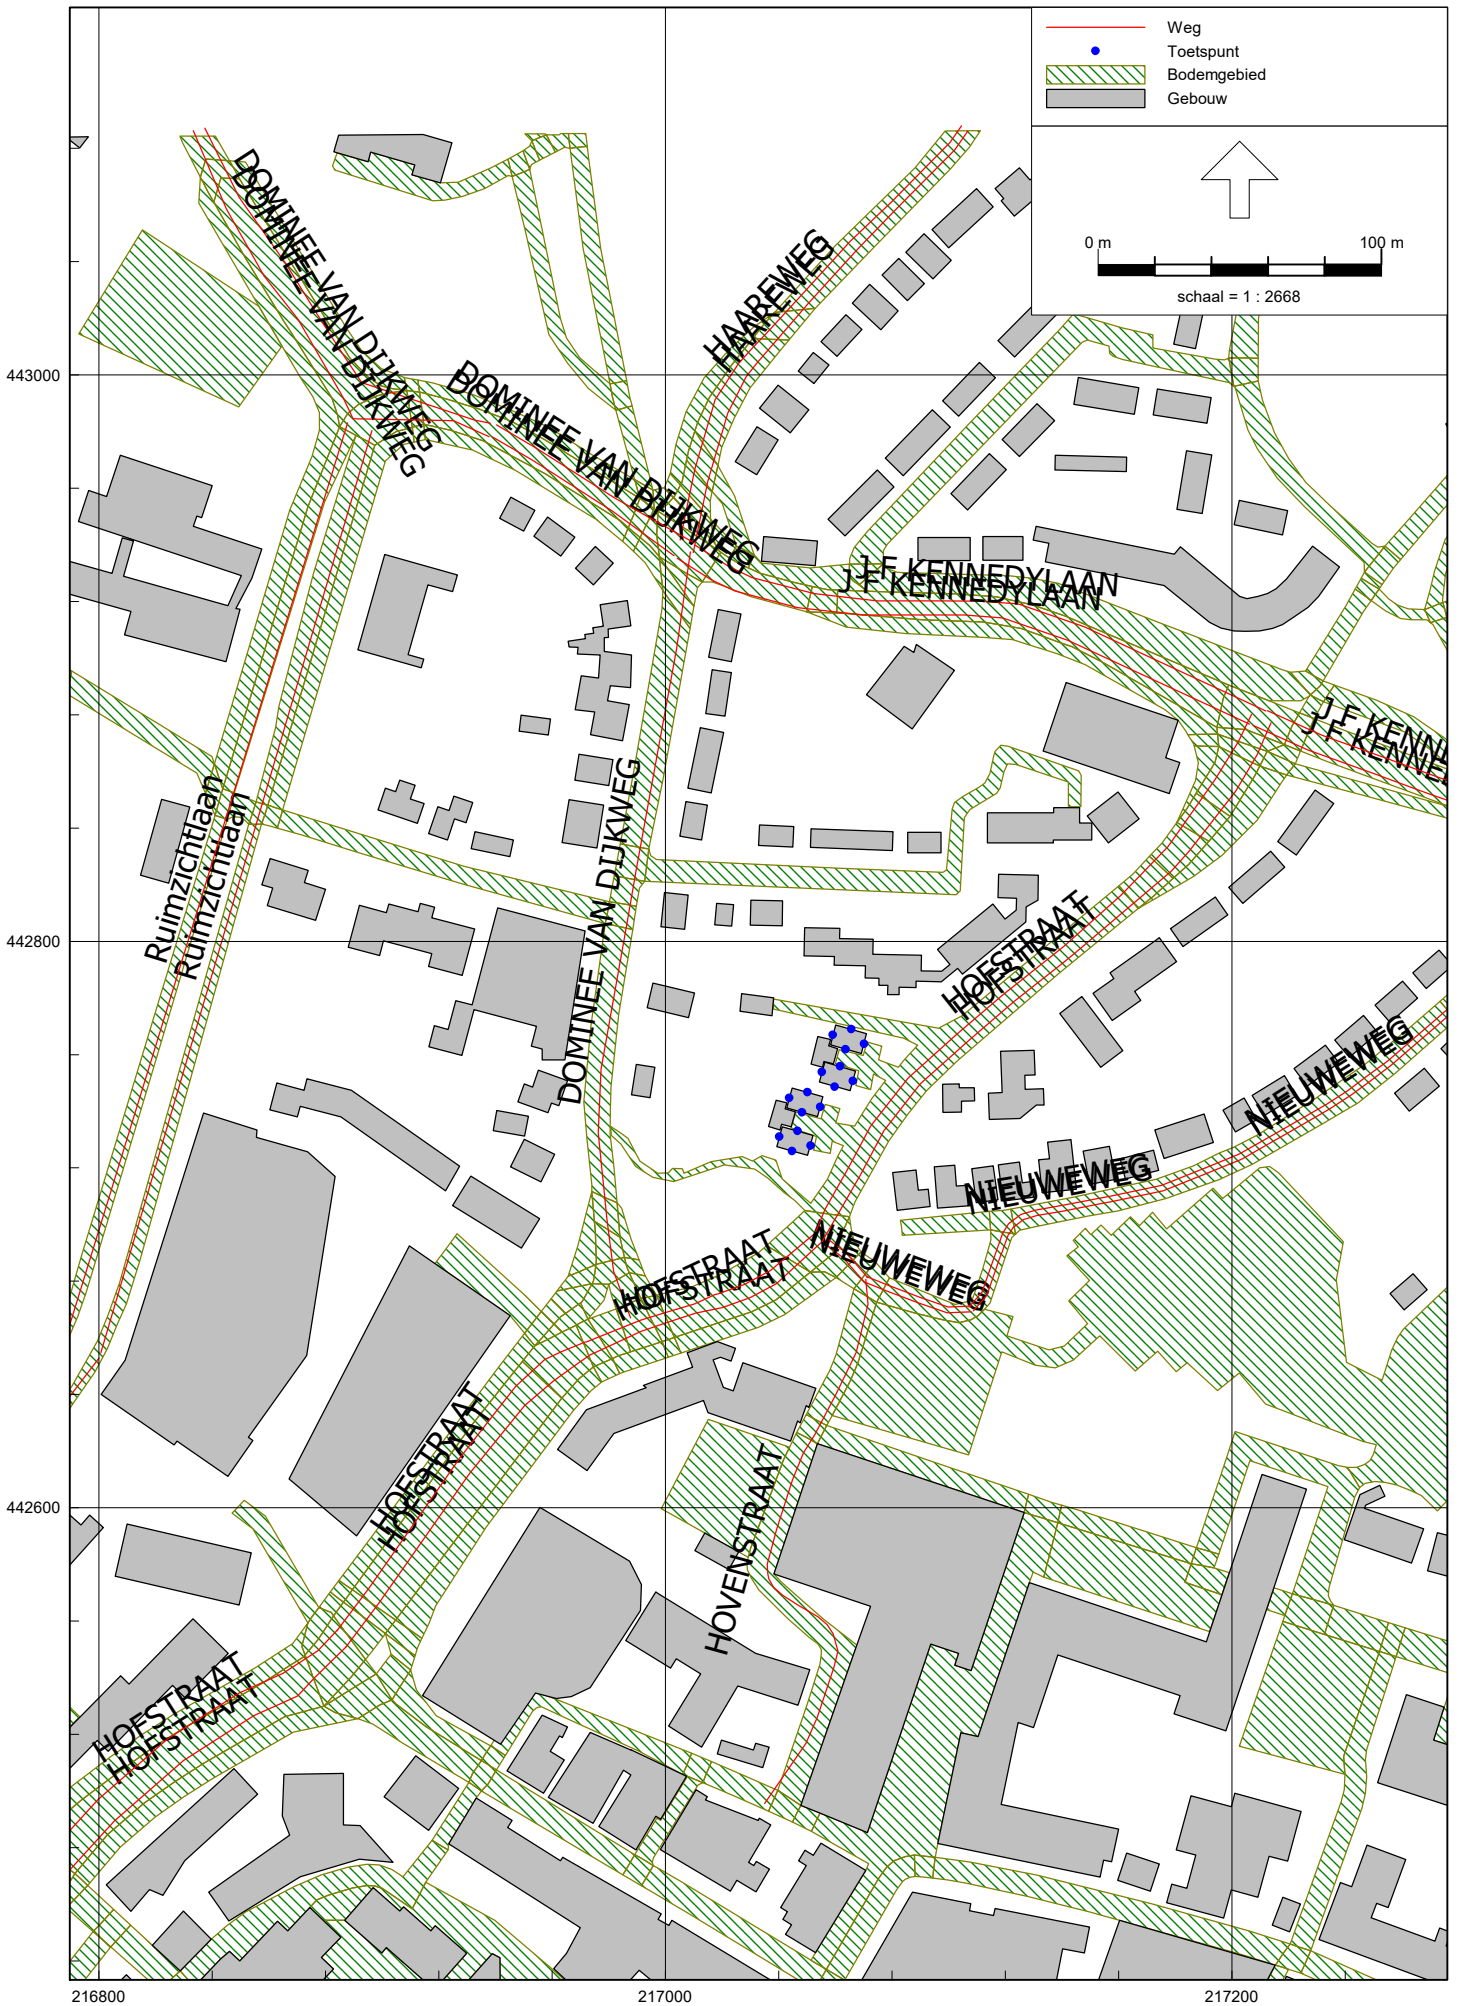 Weg
Toetspunt
Bodemgebied
Gebouw
0 m
100 m
schaal = 1 : 2668
DOMINEE VAN DIJKWEG
DOMINEE VAN DIJKWEG
HAAREWEG
HAAREWEG
443000
DOMINEE VAN DIJKWEG
DOMINEE VAN DIJKWEG
J F KENNEDYLAAN
J F KENNEDYLAAN
J F KENNE
J F KENNE
Ruimzichtlaan
Ruimzichtlaan
DOMINEE VAN DIJKWEG
442800
HOFSTRAAT
HOFSTRAAT
NIEUWEWEG
NIEUWEWEG
NIEUWEWEG
HOFSTRAAT
HOFSTRAAT
NIEUWEWEG
NIEUWEWEG
HOFSTRAAT
HOFSTRAAT
HOVENSTRAAT
442600
HOFSTRAAT
HOFSTRAAT
216800
217000
217200